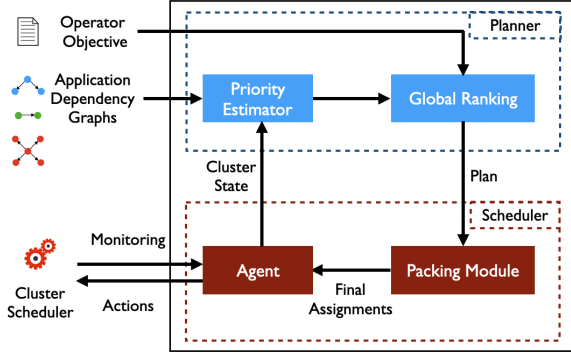 Operator
Objective
Planner
Application
Dependency
Graphs
Priority
Estimator
Global Ranking
Cluster
State
Plan
Scheduler
Monitoring
Agent
Packing Module
Cluster
Scheduler
Actions
Final
Assignments